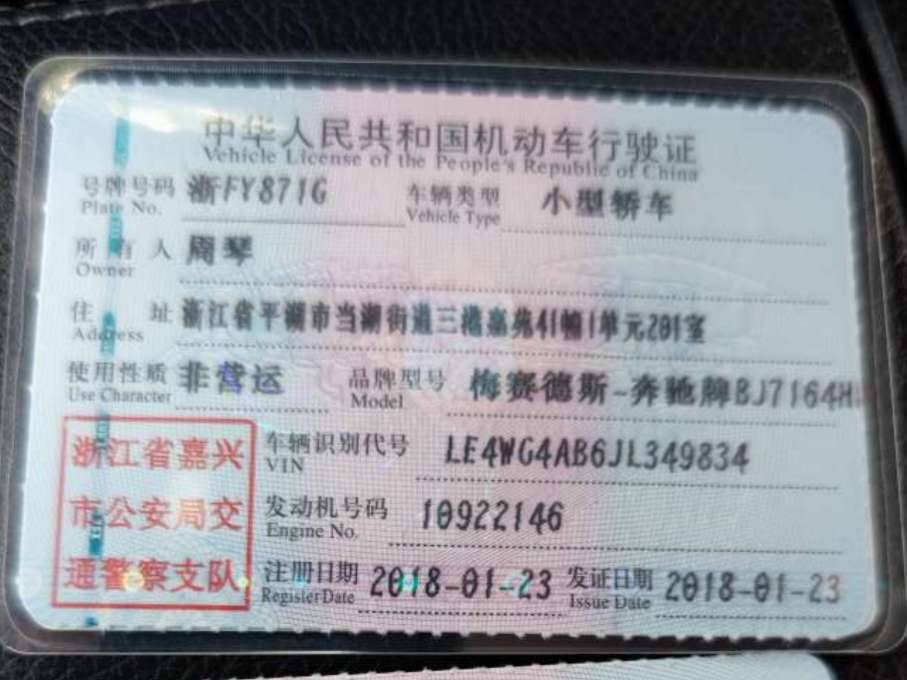 中华人民共和国机动车行驶证
Vehicle License of the People's Republic of China
号牌号码 浙FY871G 车辆类型 小型轿车
Plate No. Vehicle Type
所有人 周琴
Owner
住址 浙江省平湖市当湖街道三港嘉苑41幢1单元201室
Address
使用性质 非营运 品牌型号 梅赛德斯-奔驰牌BJ7164H
Use Character Model
浙江省嘉兴 车辆识别代号 LE4WG4AB6JL349834
VIN
市公安局交 发动机号码 10922146
Engine No.
通警察支队 注册日期 2018-01-23 发证日期 2018-01-23
Register Date Issue Date